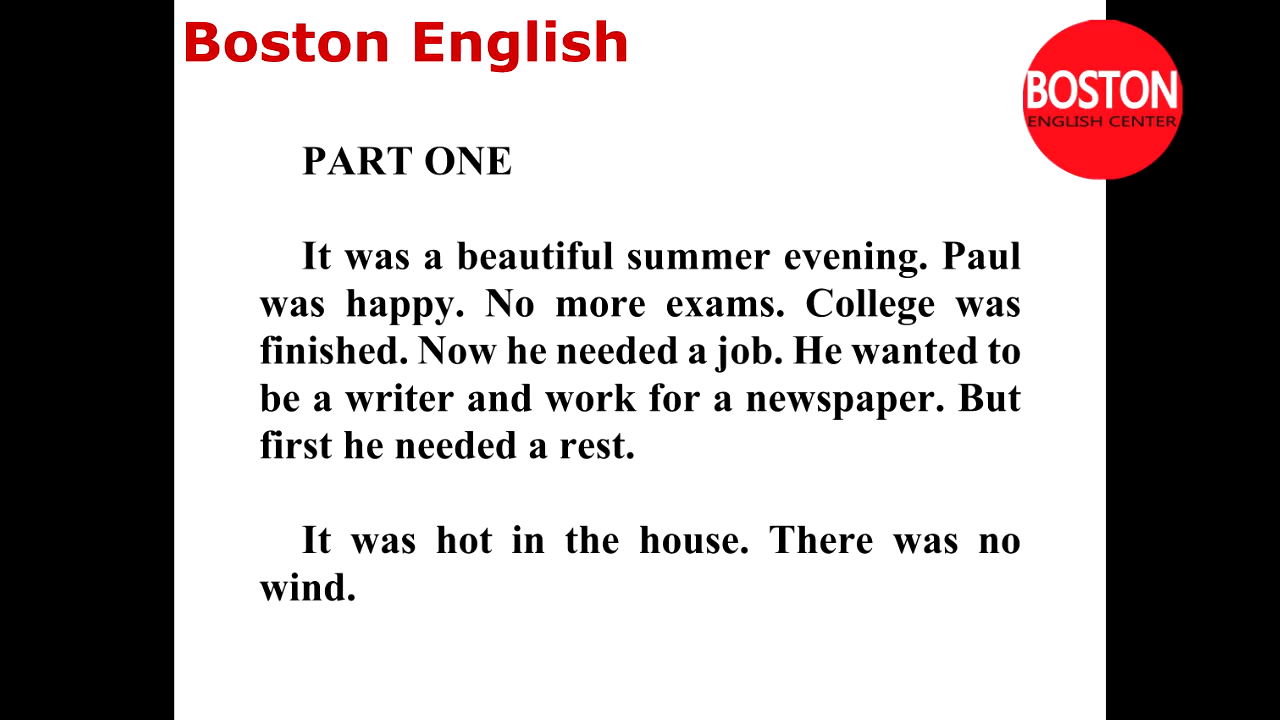 Boston English
BOSTON
ENGLISH CENTER
PART ONE
It was a beautiful summer evening. Paul
was happy. No more exams. College was
finished. Now he needed a job. He wanted to
be a writer and work for a newspaper. But
first he needed a rest.
It was hot in the house. There was no
wind.